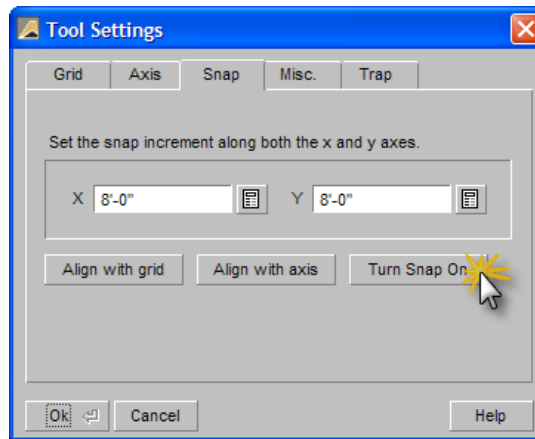 Tool Settings
Grid Axis Snap Misc. Trap
Set the snap increment along both the x and y axes.
X 8'-0" Y 8'-0"
Align with grid Align with axis Turn Snap On
Ok Cancel Help